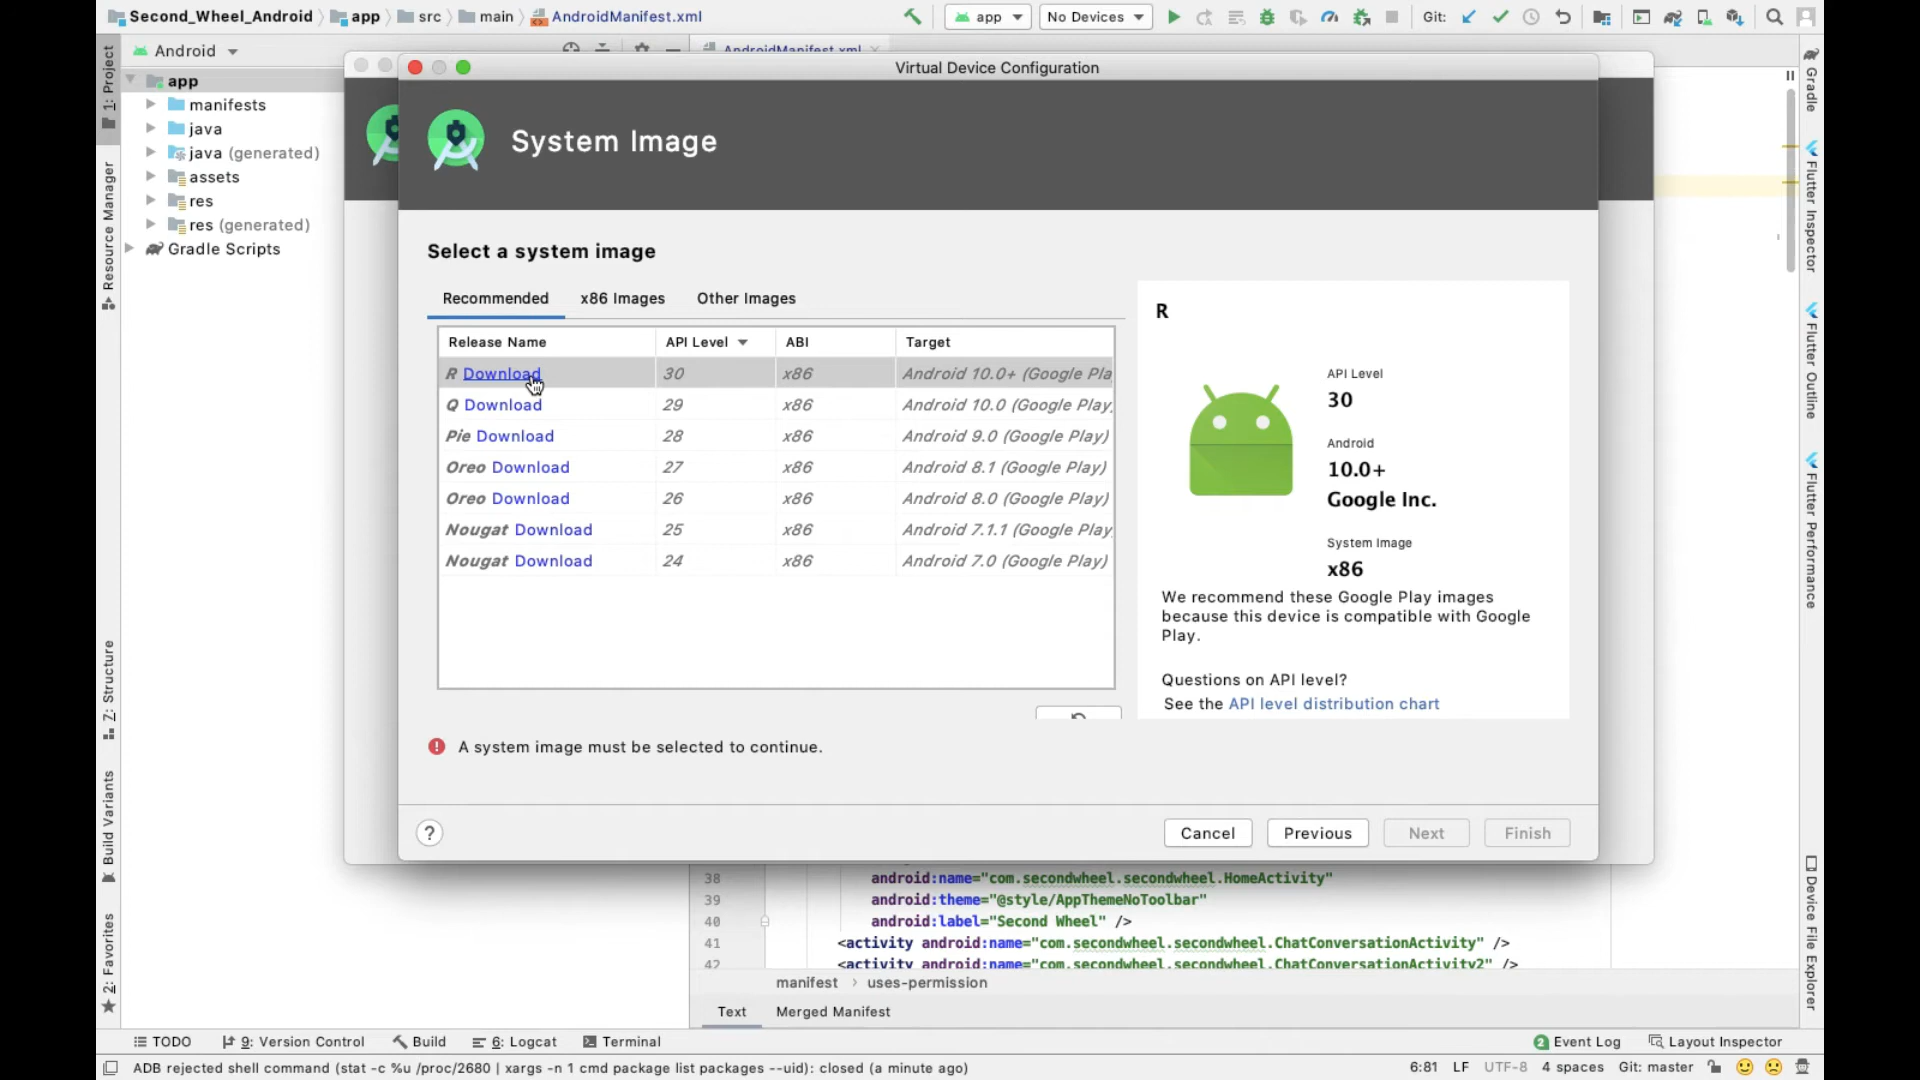 Second_Wheel_Android app src main AndroidManifest.xml app No Devices Git:
Android AndroidManifest.xml
1: Project
Resource Manager
Z: Structure
Build Variants
2: Favorites
app
manifests
java
java (generated)
assets
res
res (generated)
Gradle Scripts
Virtual Device Configuration
System Image
Select a system image
Recommended x86 Images Other Images
Release Name API Level ABI Target
R Download 30 x86 Android 10.0+ (Google Pla
Q Download 29 x86 Android 10.0 (Google Play
Pie Download 28 x86 Android 9.0 (Google Play)
Oreo Download 27 x86 Android 8.1 (Google Play)
Oreo Download 26 x86 Android 8.0 (Google Play)
Nougat Download 25 x86 Android 7.1.1 (Google Play
Nougat Download 24 x86 Android 7.0 (Google Play)
R
API Level
30
Android
10.0+
Google Inc.
System Image
x86
We recommend these Google Play images
because this device is compatible with Google
Play.
Questions on API level?
See the API level distribution chart
A system image must be selected to continue.
? Cancel Previous Next Finish
38 android:name="com.secondwheel.secondwheel.HomeActivity"
39 android:theme="@style/AppThemeNoToolbar"
40 android:label="Second Wheel" />
41 <activity android:name="com.secondwheel.secondwheel.ChatConversationActivity" />
42 <activity android:name="com.secondwheel.secondwheel.ChatConversationActivity2" />
manifest › uses-permission
Text Merged Manifest
Gradle
Flutter Inspector
Flutter Outline
Flutter Performance
Device File Explorer
TODO 9: Version Control Build 6: Logcat Terminal 2 Event Log Layout Inspector
ADB rejected shell command (stat -c %u /proc/2680 | xargs -n 1 cmd package list packages --uid): closed (a minute ago) 6:81 LF UTF-8 4 spaces Git: master